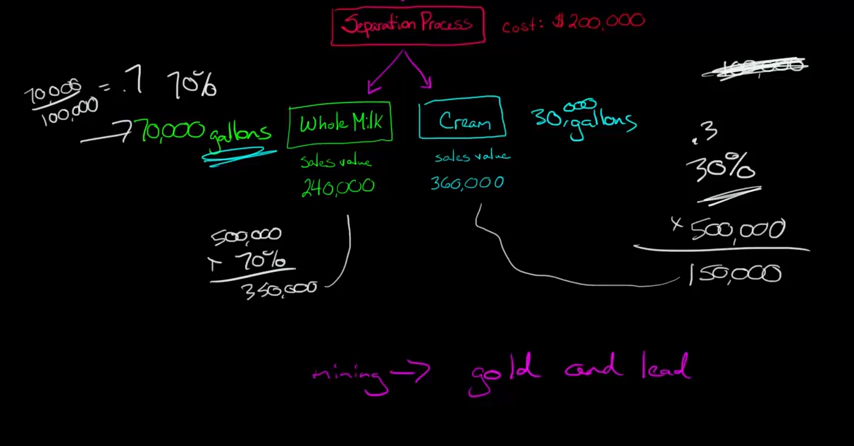 Separation Process
cost: $200,000
70,000
100,000
= .7 70%
70,000 gallons
Whole Milk
Cream
30,000 gallons
sales value
240,000
sales value
360,000
.3
30%
x 500,000
150,000
500,000
x 70%
350,000
mining → gold and lead